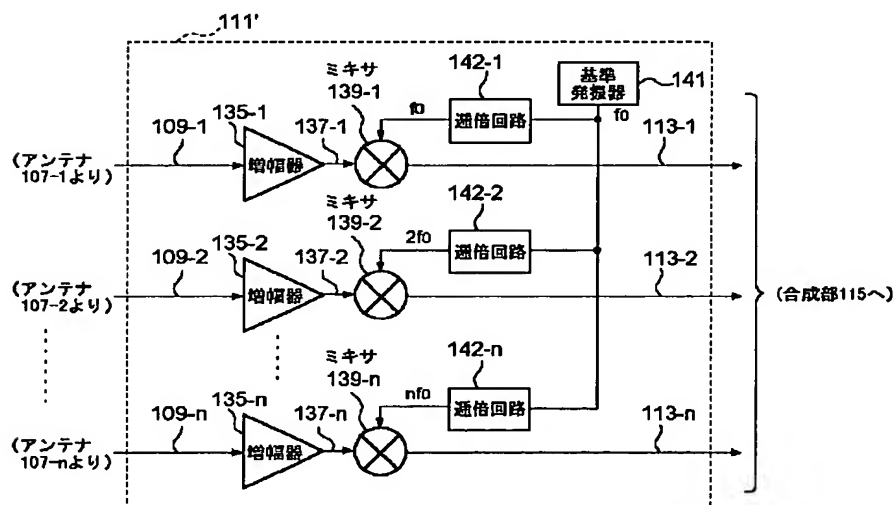 111'
ミキサ
139-1
142-1
基準
発振器
141
135-1
f0
f0
109-1
137-1
逓倍回路
113-1
(アンテナ
107-1より)
増幅器
ミキサ
139-2
142-2
135-2
2f0
109-2
137-2
逓倍回路
113-2
(アンテナ
107-2より)
増幅器
(合成部115へ)
ミキサ
139-n
142-n
135-n
nf0
109-n
137-n
逓倍回路
113-n
(アンテナ
107-nより)
増幅器